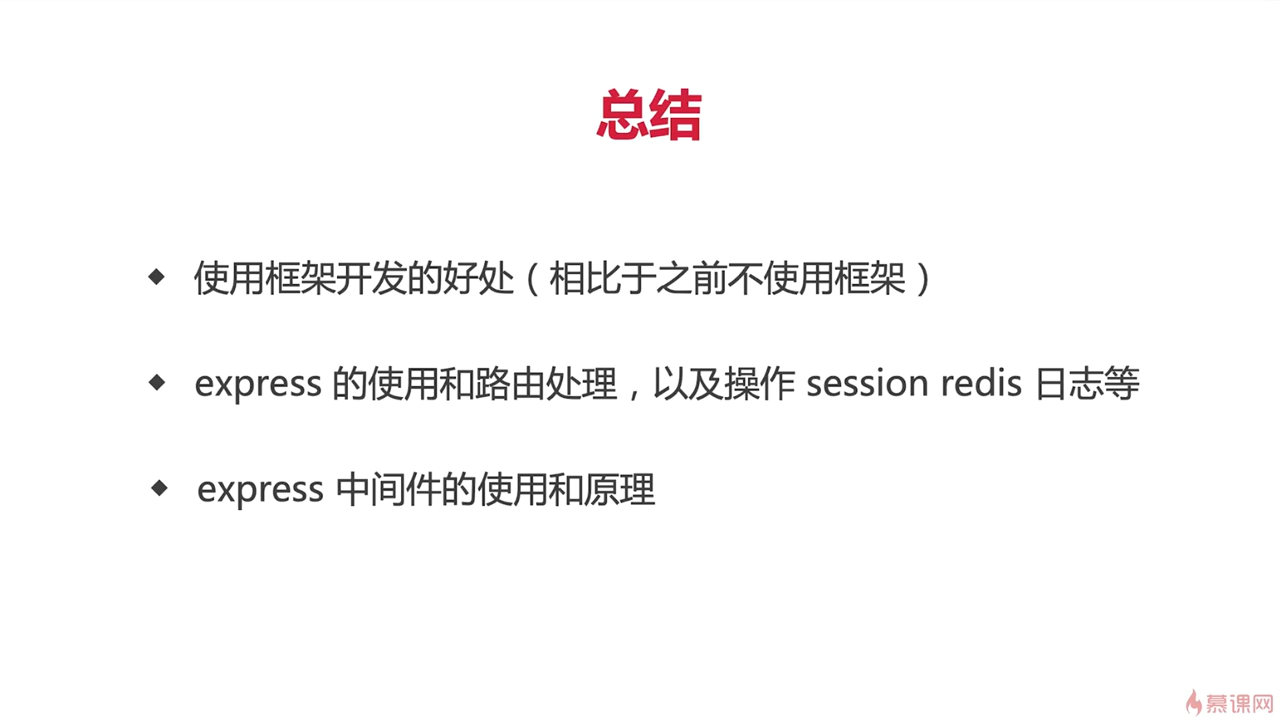 总结
◆ 使用框架开发的好处（相比于之前不使用框架）
◆ express 的使用和路由处理，以及操作 session redis 日志等
◆ express 中间件的使用和原理
慕课网